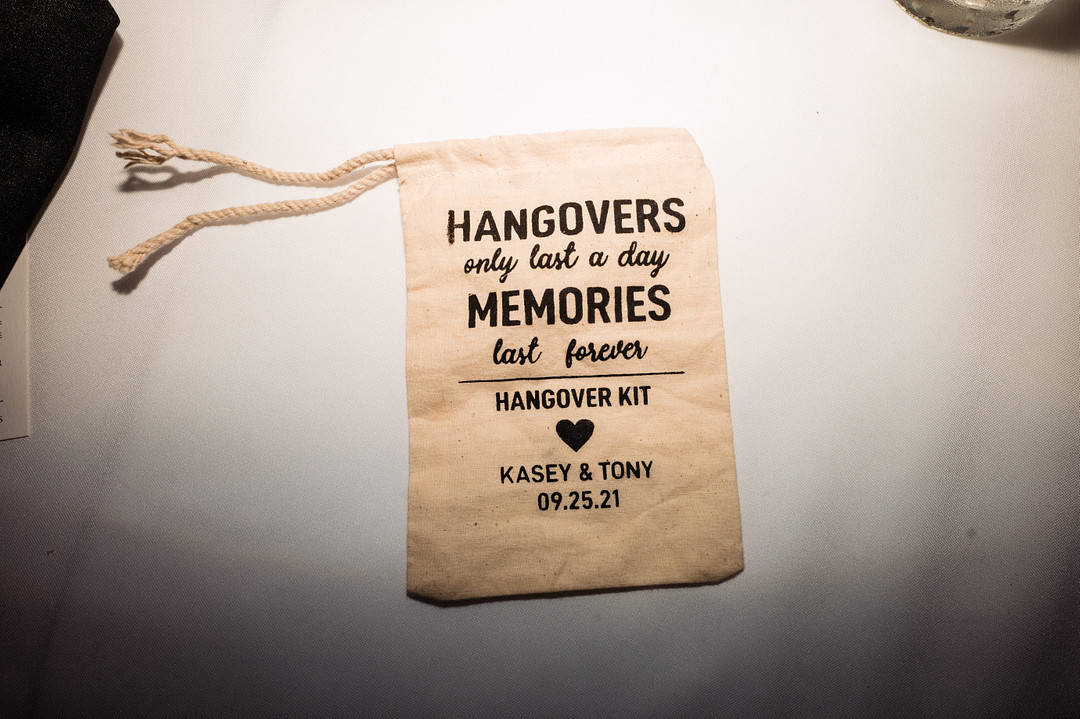 HANGOVERS
only last a day
MEMORIES
last forever
HANGOVER KIT
KASEY & TONY
09.25.21